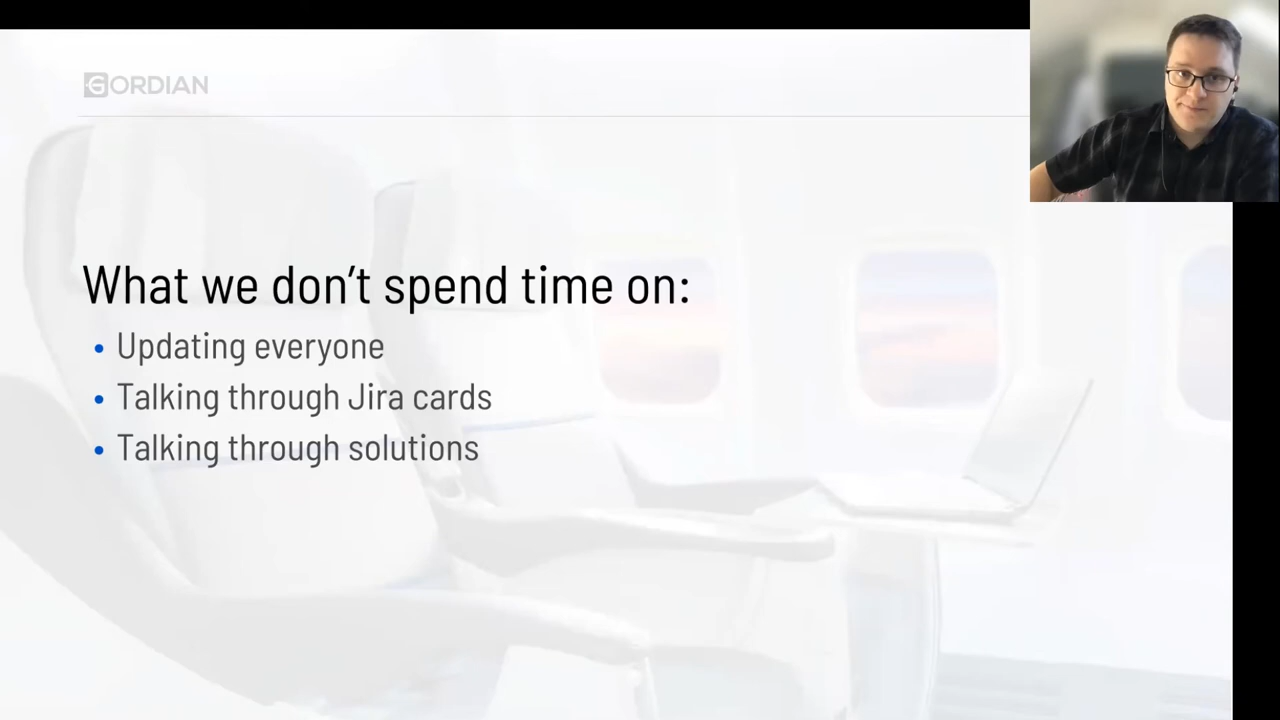 GORDIAN
What we don’t spend time on:
• Updating everyone
• Talking through Jira cards
• Talking through solutions